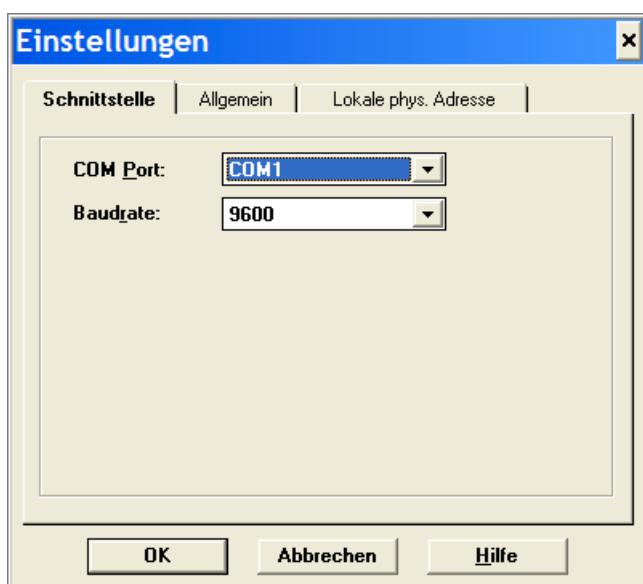 Einstellungen
Schnittstelle Allgemein Lokale phys. Adresse
COM Port: COM1
Baudrate: 9600
OK Abbrechen Hilfe